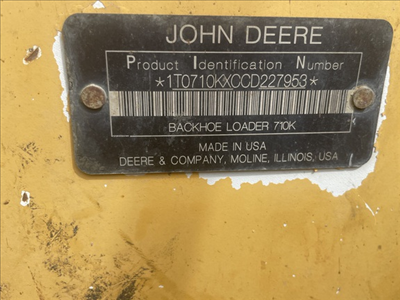 JOHN DEERE
Product Identification Number
*1T0710KXCCD227953*
BACKHOE LOADER 710K
MADE IN USA
DEERE & COMPANY, MOLINE, ILLINOIS, USA